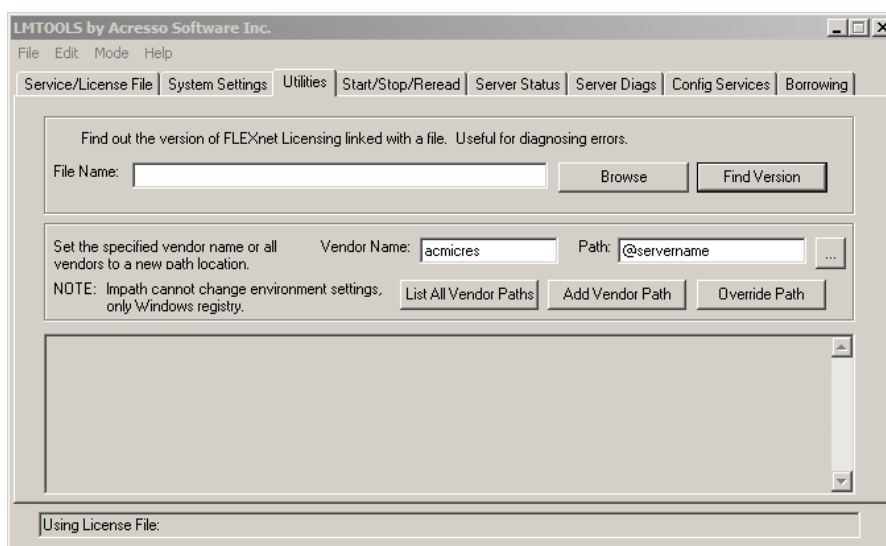 LMTOOLS by Acresso Software Inc.
File Edit Mode Help
Service/License File System Settings Utilities Start/Stop/Reread Server Status Server Diags Config Services Borrowing
Find out the version of FLEXnet Licensing linked with a file. Useful for diagnosing errors.
File Name: Browse Find Version
Set the specified vendor name or all
vendors to a new path location.
Vendor Name: acmicres Path: @servername ...
NOTE: lmpath cannot change environment settings,
only Windows registry.
List All Vendor Paths Add Vendor Path Override Path
Using License File: